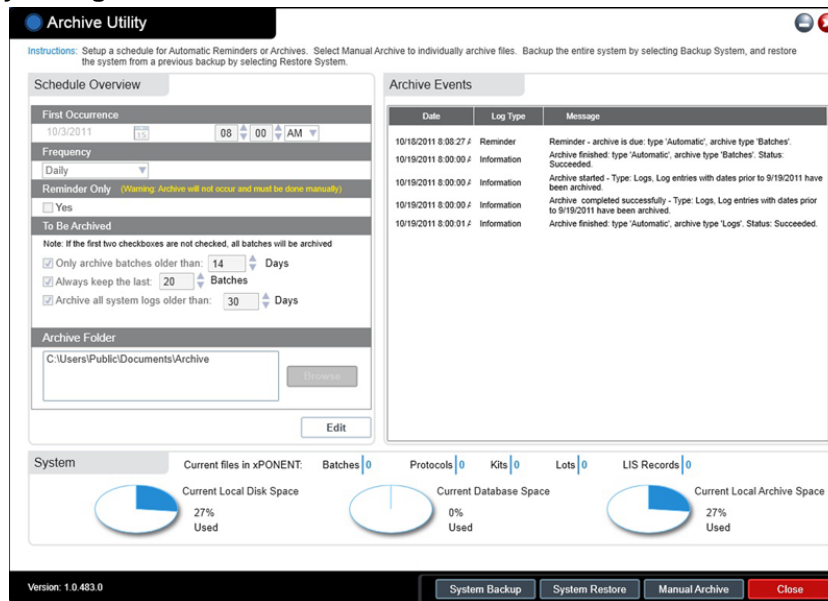 Archive Utility
Instructions: Setup a schedule for Automatic Reminders or Archives. Select Manual Archive to individually archive files. Backup the entire system by selecting Backup System, and restore
the system from a previous backup by selecting Restore System.
Schedule Overview
First Occurrence
10/3/2011 15 08 00 AM
Frequency
Daily
Reminder Only (Warning: Archive will not occur and must be done manually)
Yes
To Be Archived
Note: If the first two checkboxes are not checked, all batches will be archived
Only archive batches older than: 14 Days
Always keep the last: 20 Batches
Archive all system logs older than: 30 Days
Archive Folder
C:\Users\Public\Documents\Archive
Browse
Edit
Archive Events
Date Log Type Message
10/18/2011 8:08:27 Reminder Reminder - archive is due: type 'Automatic', archive type 'Batches'.
10/19/2011 8:00:00 Information Archive finished: type 'Automatic', archive type 'Batches'. Status:
Succeeded.
10/19/2011 8:00:00 Information Archive started - Type: Logs, Log entries with dates prior to 9/19/2011 have
been archived.
10/19/2011 8:00:00 Information Archive completed successfully - Type: Logs, Log entries with dates prior
to 9/19/2011 have been archived.
10/19/2011 8:00:01 Information Archive finished: type 'Automatic', archive type 'Logs'. Status: Succeeded.
System
Current files in xPONENT: Batches 0 Protocols 0 Kits 0 Lots 0 LIS Records 0
Current Local Disk Space
27%
Used
Current Database Space
0%
Used
Current Local Archive Space
27%
Used
Version: 1.0.483.0
System Backup System Restore Manual Archive Close